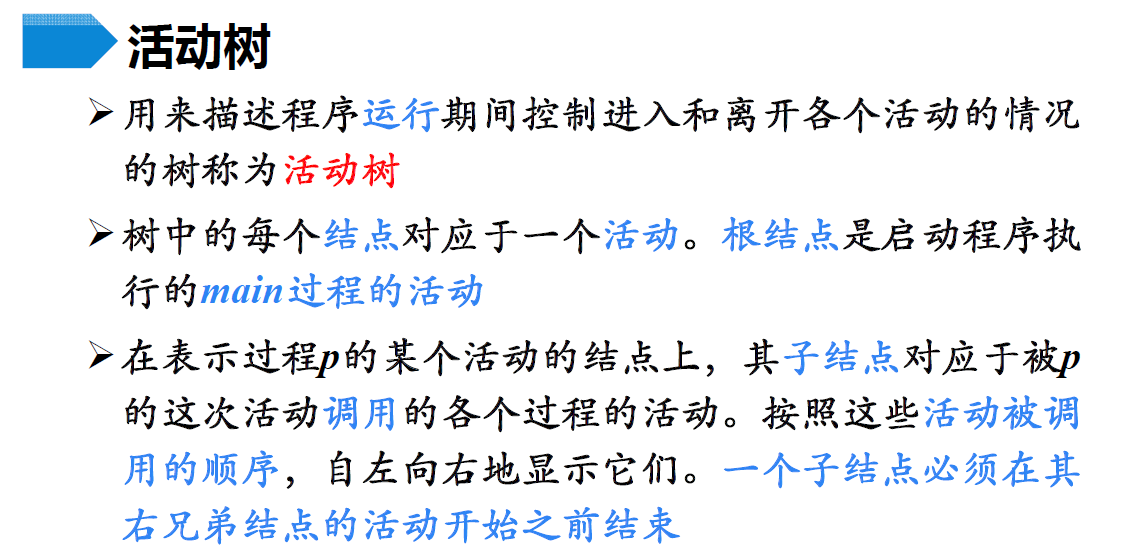 活动树
➢用来描述程序运行期间控制进入和离开各个活动的情况
的树称为活动树
➢树中的每个结点对应于一个活动。根结点是启动程序执
行的main过程的活动
➢在表示过程p的某个活动的结点上，其子结点对应于被p
的这次活动调用的各个过程的活动。按照这些活动被调
用的顺序，自左向右地显示它们。一个子结点必须在其
右兄弟结点的活动开始之前结束